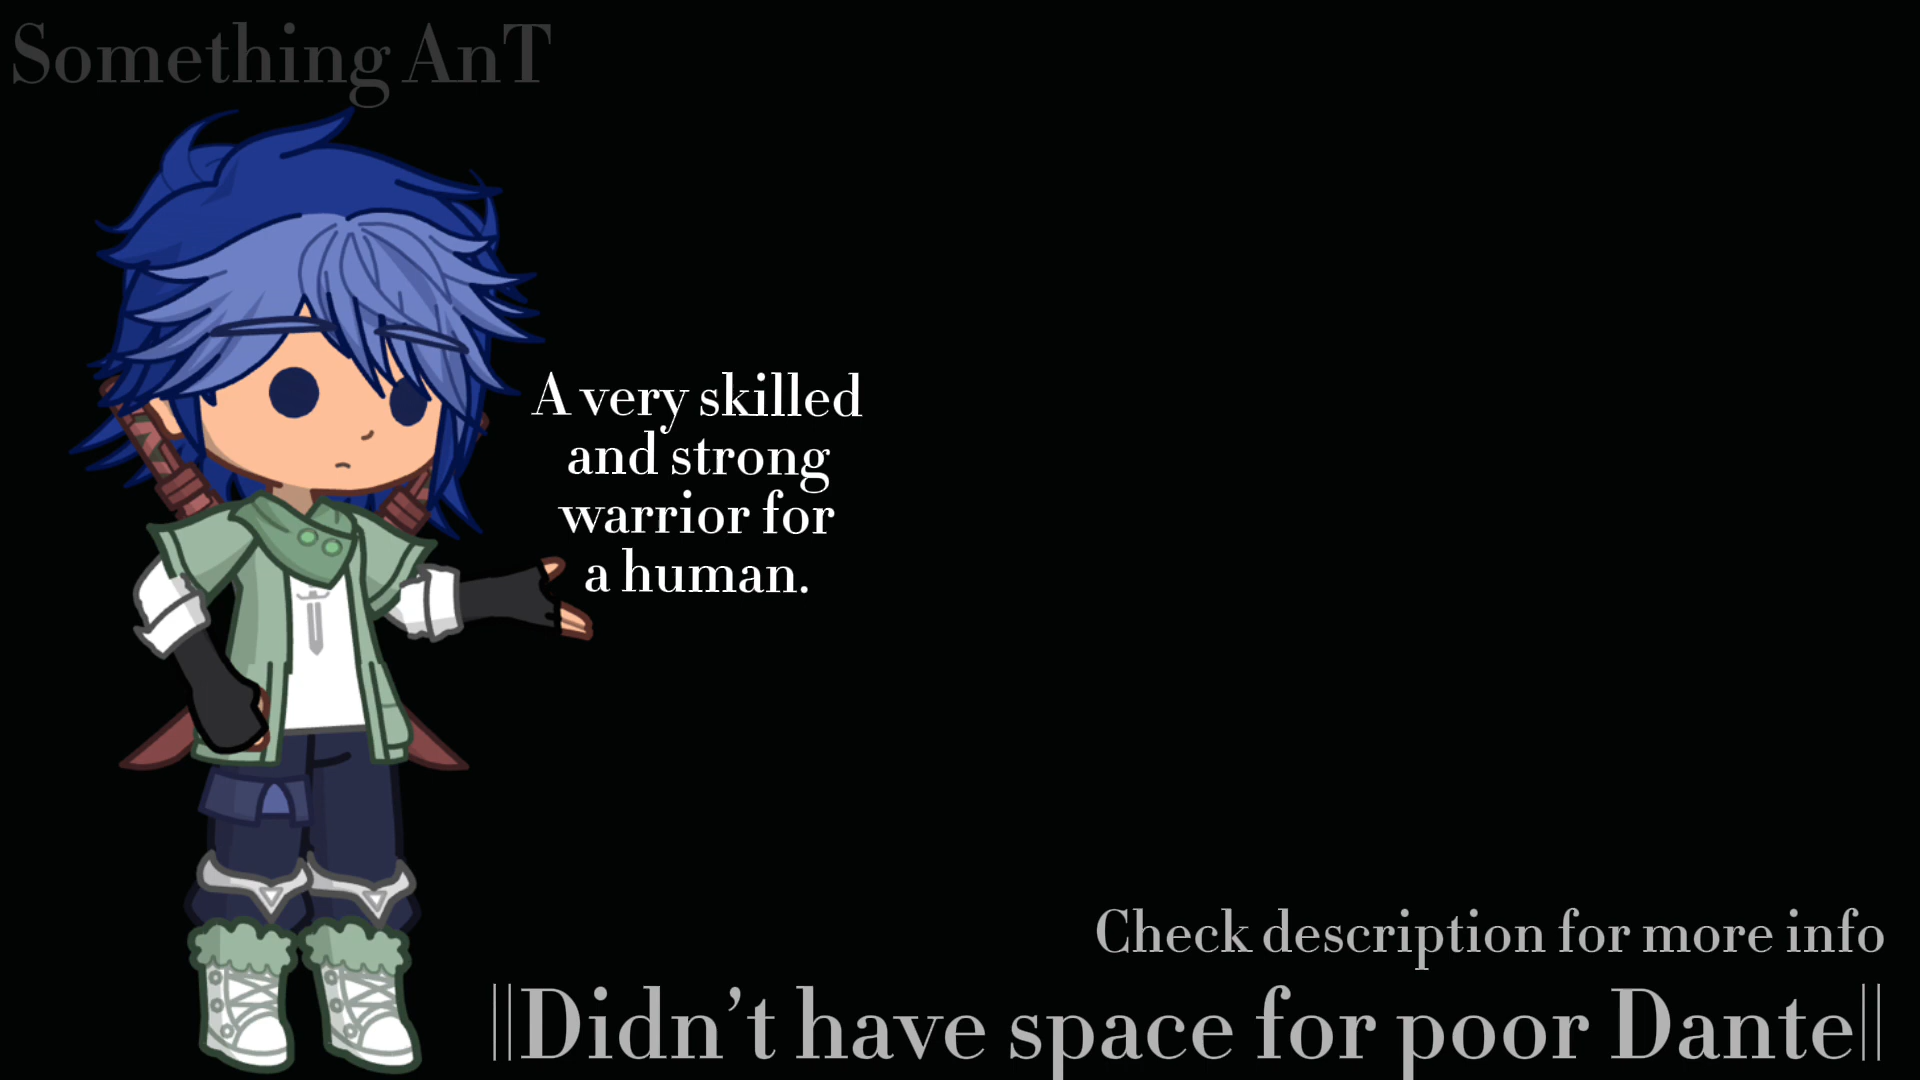 Something AnT
A very skilled
and strong
warrior for
a human.
Check description for more info
||Didn’t have space for poor Dante||